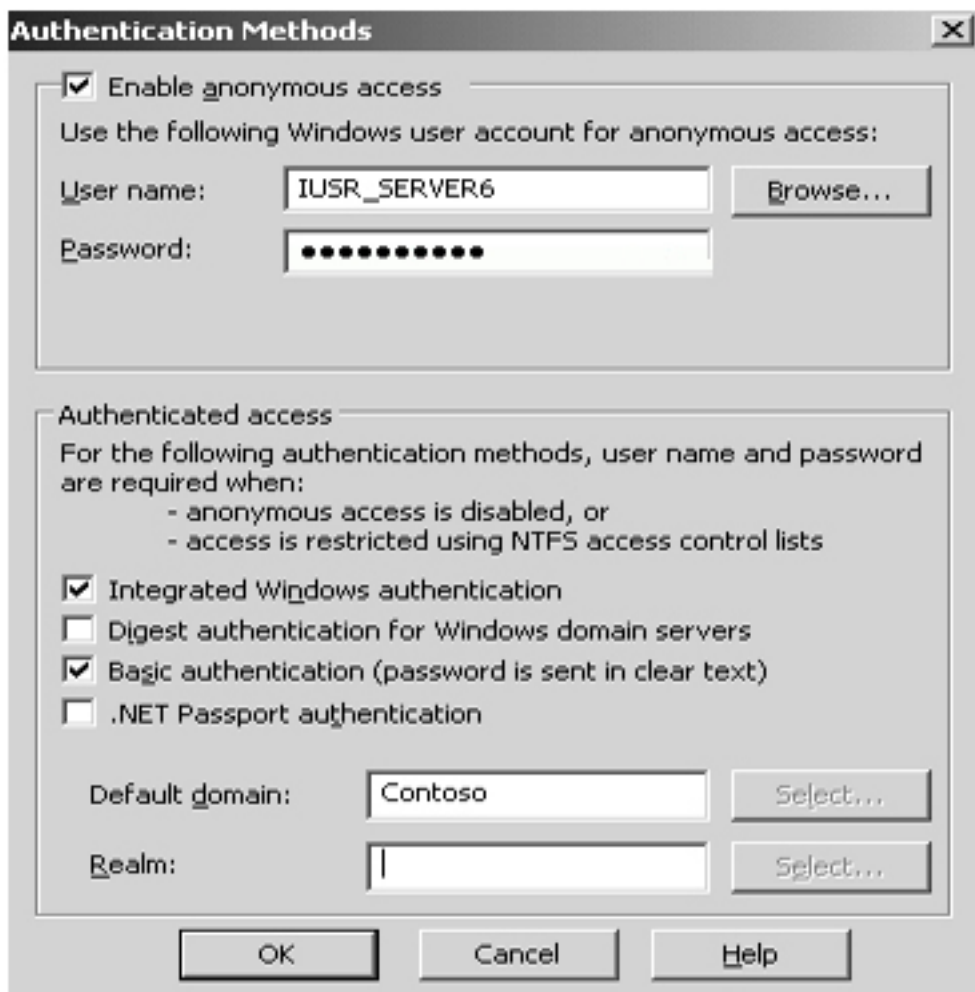 Authentication Methods
Enable anonymous access
Use the following Windows user account for anonymous access:
User name:
IUSR_SERVER6
Browse...
Password:
●●●●●●●●●●
Authenticated access
For the following authentication methods, user name and password
are required when:
- anonymous access is disabled, or
- access is restricted using NTFS access control lists
Integrated Windows authentication
Digest authentication for Windows domain servers
Basic authentication (password is sent in clear text)
.NET Passport authentication
Default domain:
Contoso
Select...
Realm:
Select...
OK
Cancel
Help